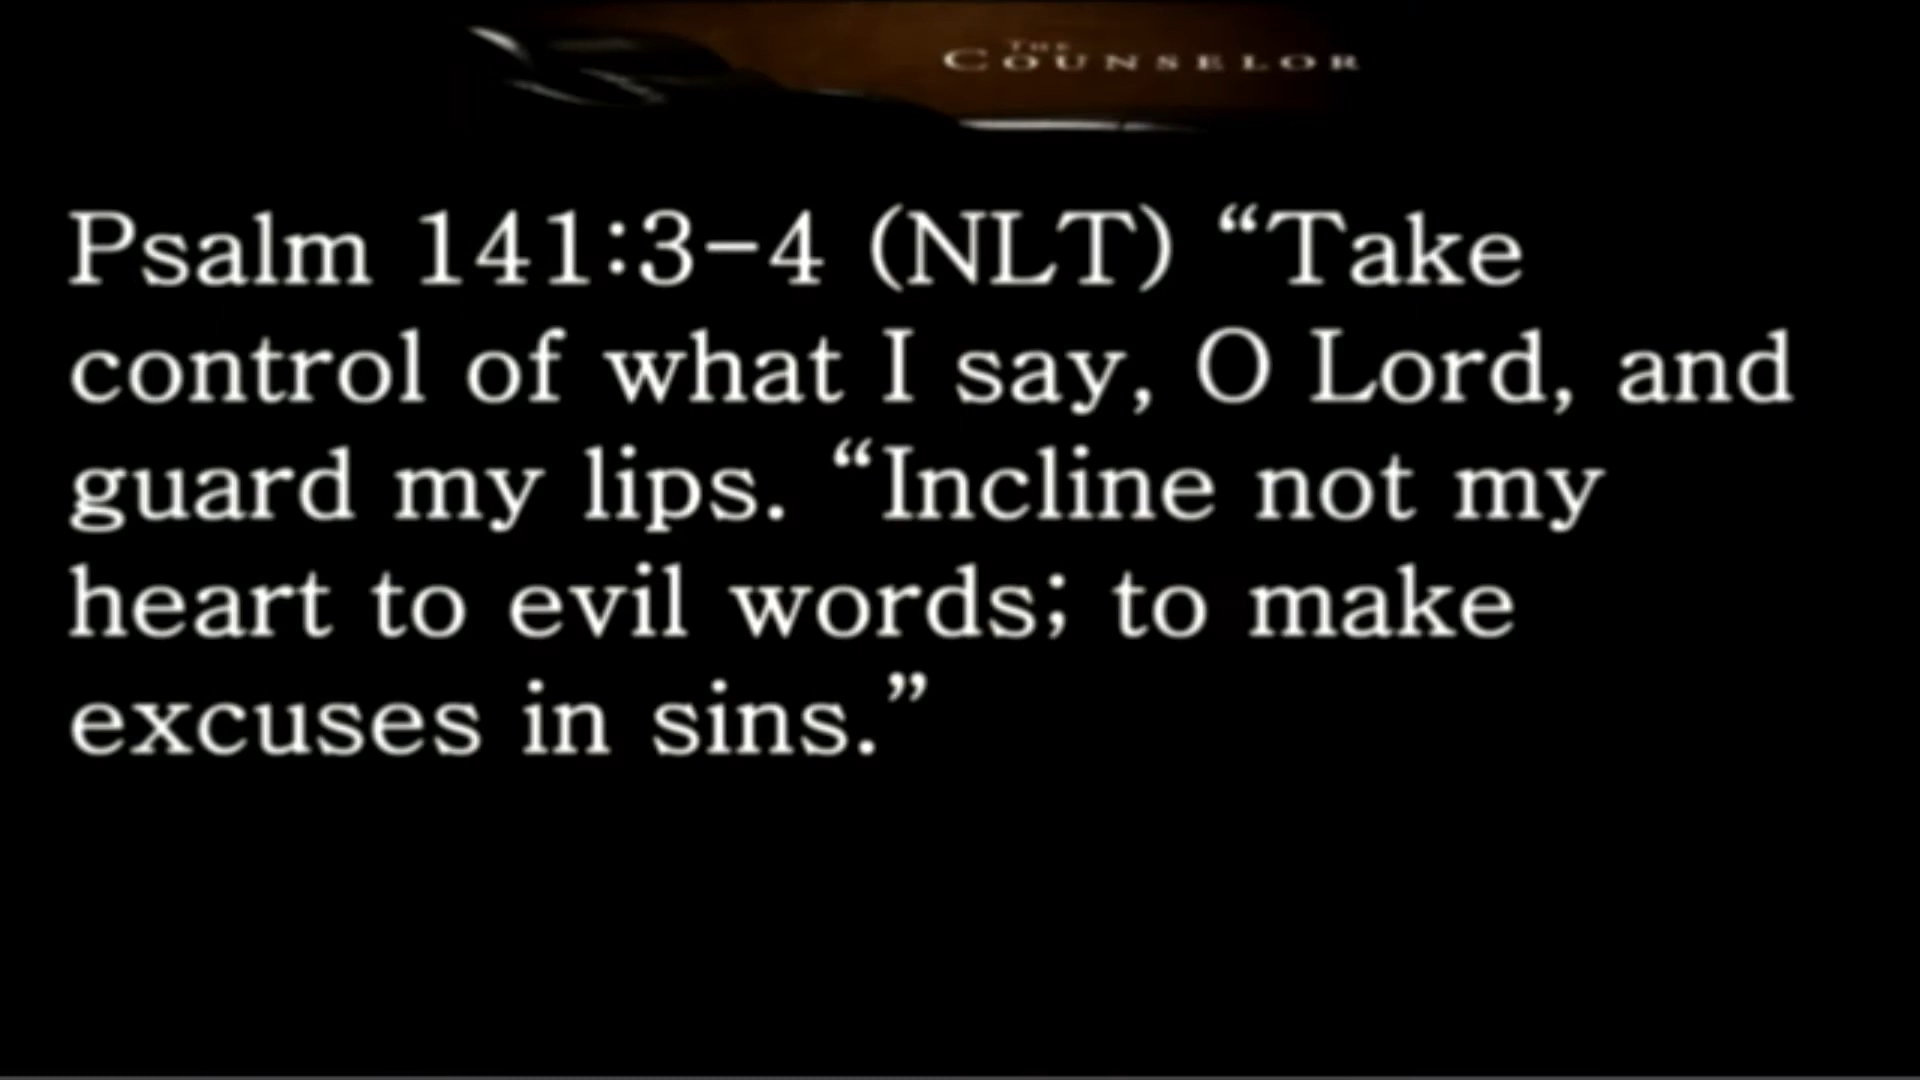 THE
COUNSELOR
Psalm 141:3-4 (NLT) “Take
control of what I say, O Lord, and
guard my lips. “Incline not my
heart to evil words; to make
excuses in sins.”